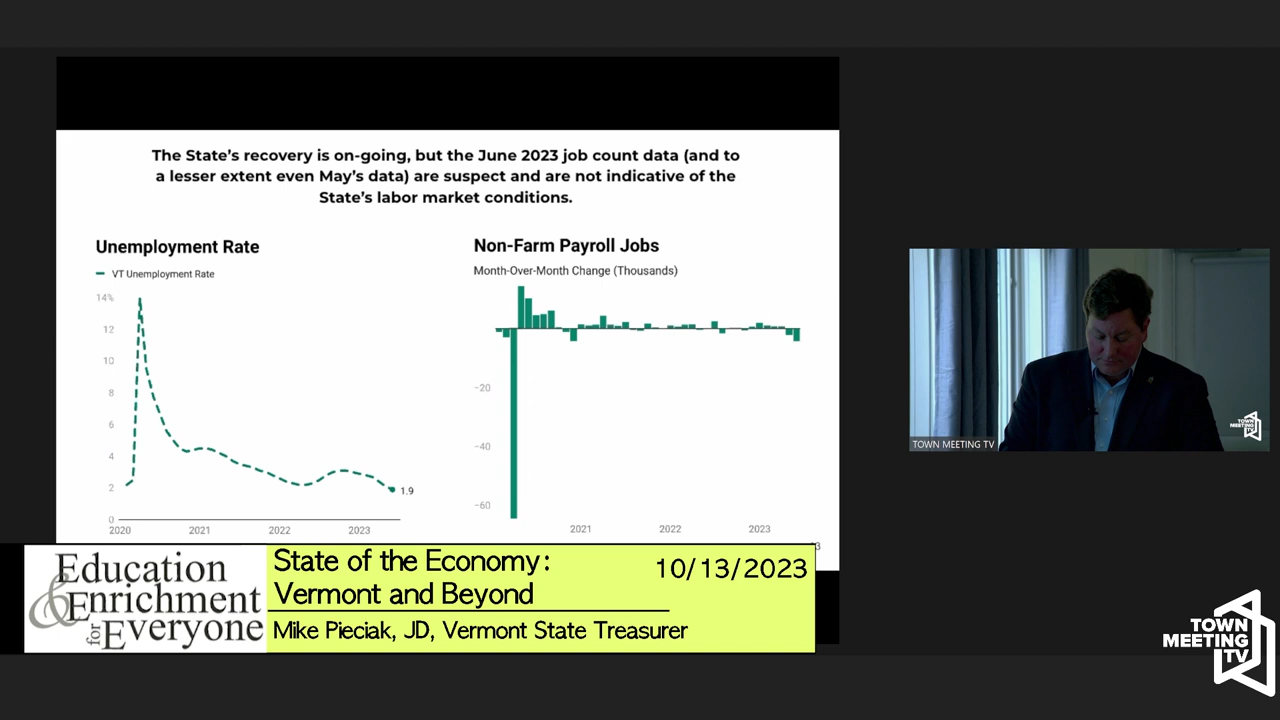 The State's recovery is on-going, but the June 2023 job count data (and to
a lesser extent even May's data) are suspect and are not indicative of the
State's labor market conditions.
Unemployment Rate
VT Unemployment Rate
14%
12
10
8
6
4
2
0
2020 2021 2022 2023
1.9
Non-Farm Payroll Jobs
Month-Over-Month Change (Thousands)
-20
-40
-60
2021 2022 2023
3
TOWN MEETING TV
TOWN
MEETING
TV
Education
& Enrichment
for Everyone
State of the Economy:
Vermont and Beyond
10/13/2023
Mike Pieciak, JD, Vermont State Treasurer
TOWN
MEETING
TV